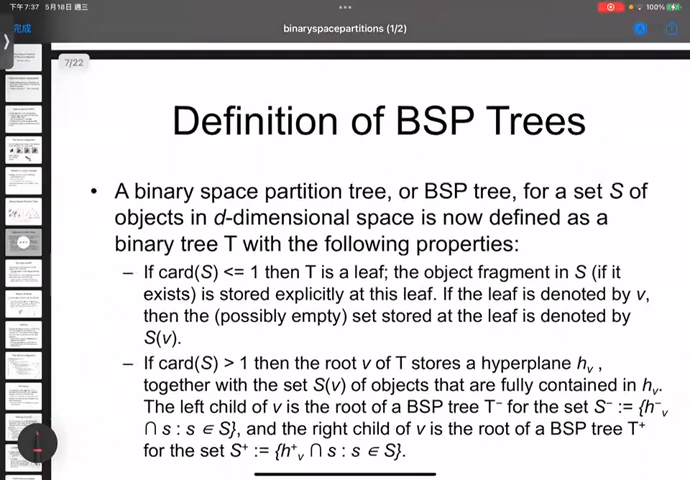 下午7:37 5月18日 週三
100%
完成
binaryspacepartitions (1/2)
7/22
Definition of BSP Trees
• A binary space partition tree, or BSP tree, for a set S of
objects in d-dimensional space is now defined as a
binary tree T with the following properties:
– If card(S) <= 1 then T is a leaf; the object fragment in S (if it
exists) is stored explicitly at this leaf. If the leaf is denoted by v,
then the (possibly empty) set stored at the leaf is denoted by
S(v).
– If card(S) > 1 then the root v of T stores a hyperplane hᵥ ,
together with the set S(v) of objects that are fully contained in hᵥ.
The left child of v is the root of a BSP tree T⁻ for the set S⁻ := {h⁻ᵥ
∩ s : s ∈ S}, and the right child of v is the root of a BSP tree T⁺
for the set S⁺ := {h⁺ᵥ ∩ s : s ∈ S}.